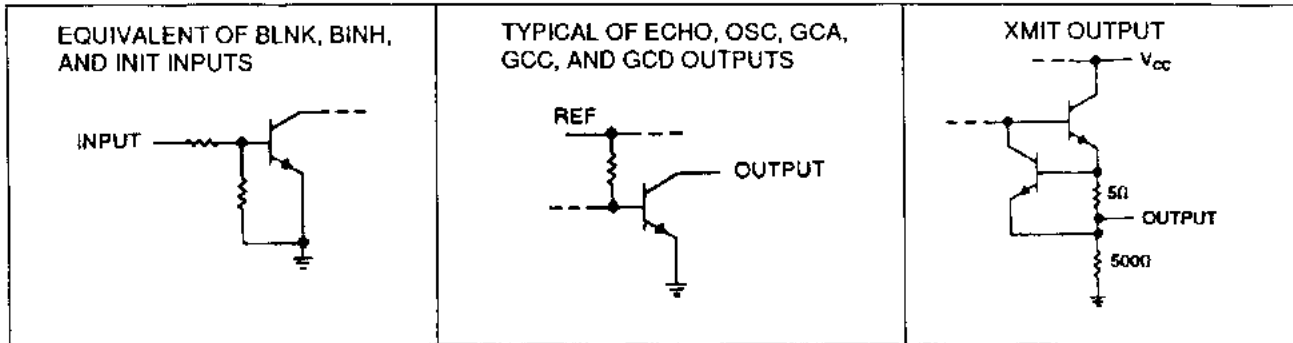 EQUIVALENT OF BLNK, BINH,
AND INIT INPUTS
INPUT
TYPICAL OF ECHO, OSC, GCA,
GCC, AND GCD OUTPUTS
REF
OUTPUT
XMIT OUTPUT
VCC
5Ω
OUTPUT
500Ω